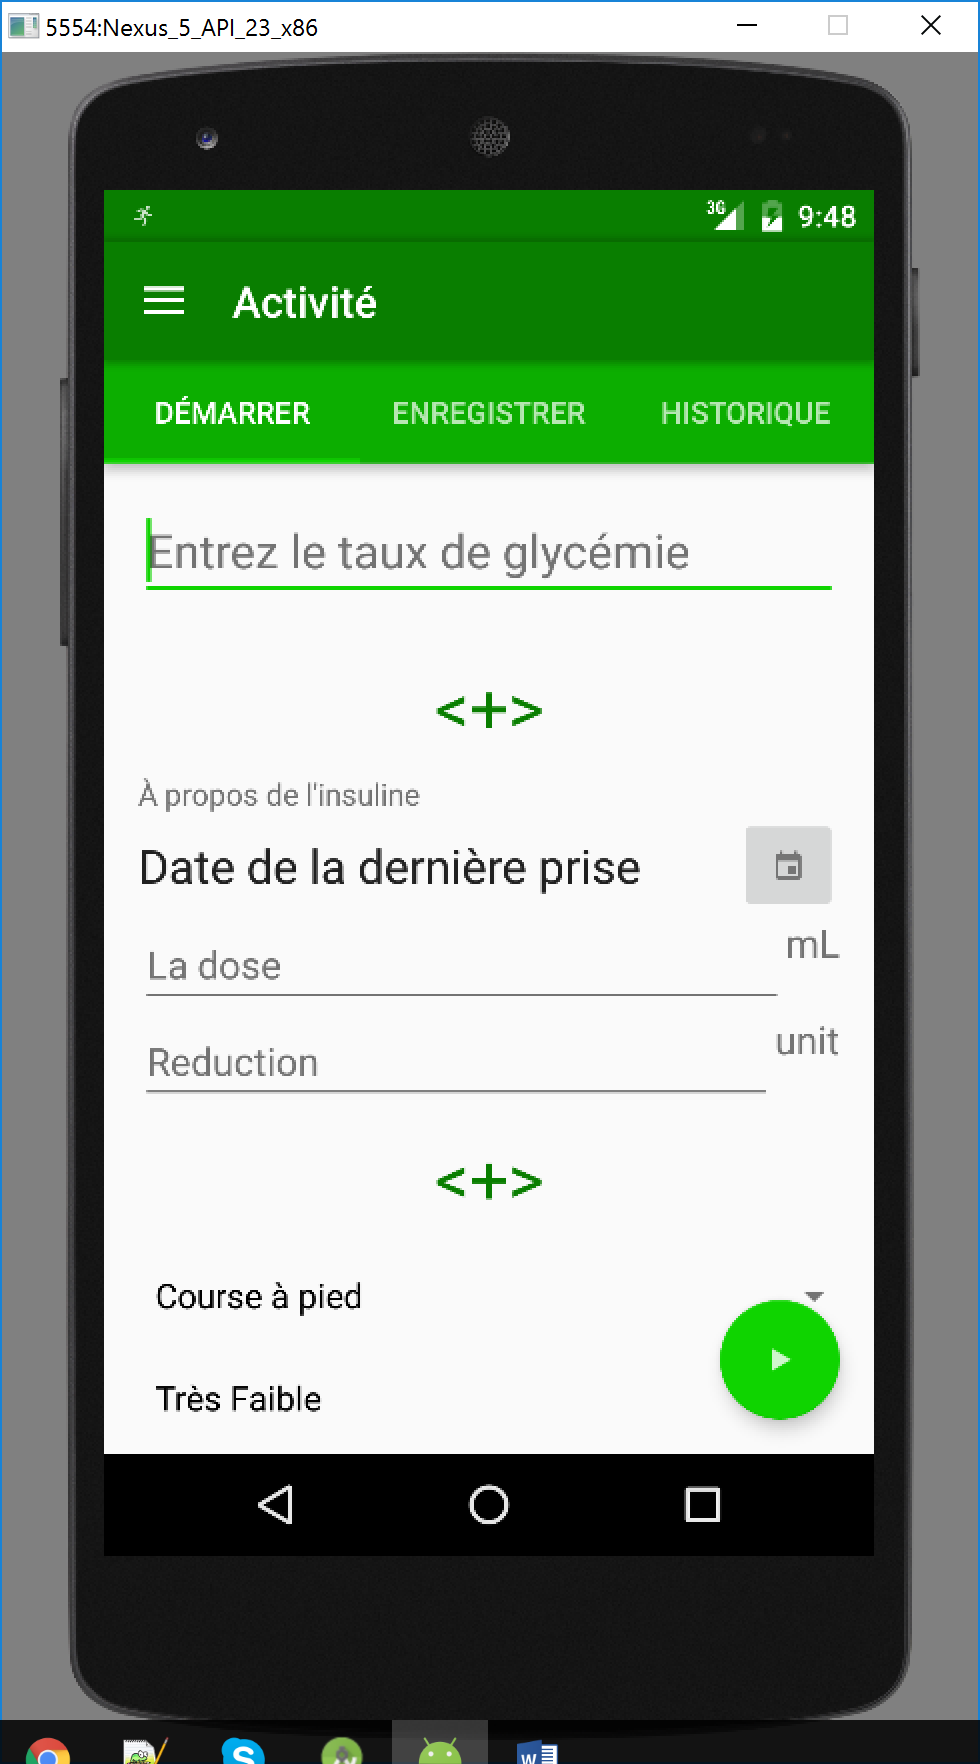 5554:Nexus_5_API_23_x86
3G 9:48
Activité
DÉMARRER ENREGISTRER HISTORIQUE
Entrez le taux de glycémie
<+>
À propos de l'insuline
Date de la dernière prise
La dose mL
Reduction unit
<+>
Course à pied
Très Faible